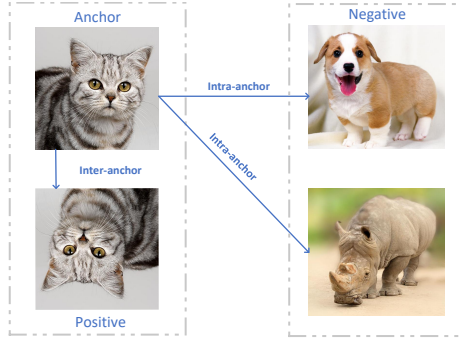 Anchor
Negative
Intra-anchor
Intra-anchor
Inter-anchor
Positive